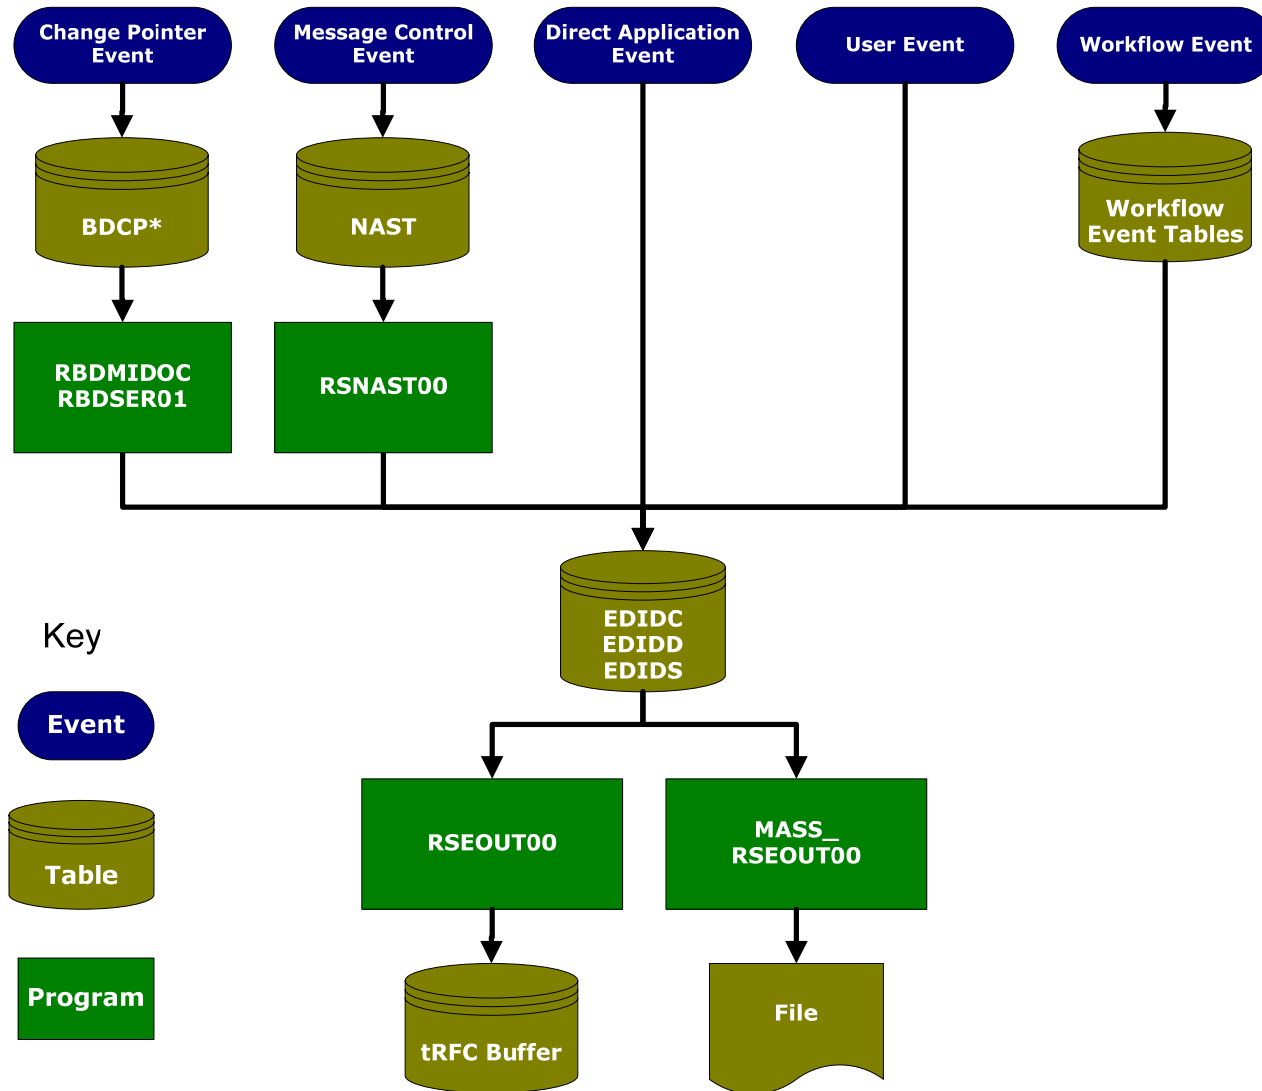 Change Pointer
Event
Message Control
Event
Direct Application
Event
User Event
Workflow Event
BDCP*
NAST
Workflow
Event Tables
RBDMIDOC
RBDSER01
RSNAST00
EDIDC
EDIDD
EDIDS
Key
Event
Table
Program
RSEOUT00
MASS_
RSEOUT00
tRFC Buffer
File